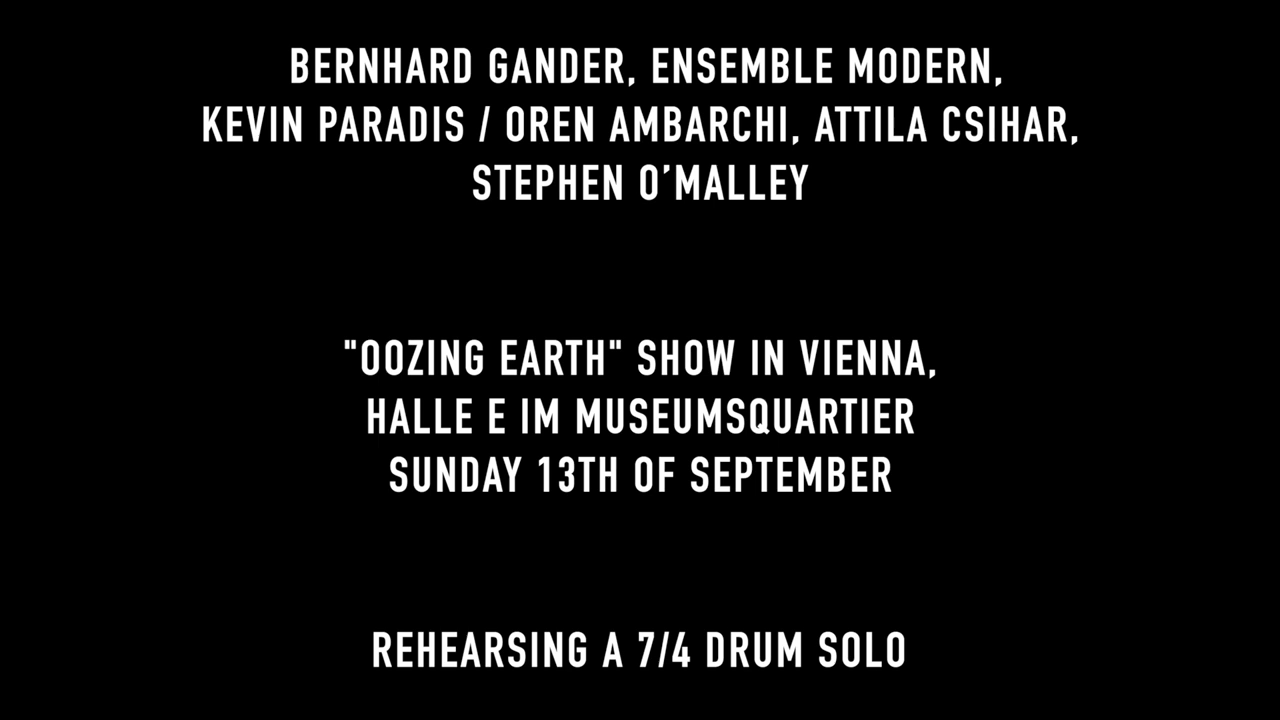 BERNHARD GANDER, ENSEMBLE MODERN,
KEVIN PARADIS / OREN AMBARCHI, ATTILA CSIHAR,
STEPHEN O’MALLEY
"OOZING EARTH" SHOW IN VIENNA,
HALLE E IM MUSEUMSQUARTIER
SUNDAY 13TH OF SEPTEMBER
REHEARSING A 7/4 DRUM SOLO